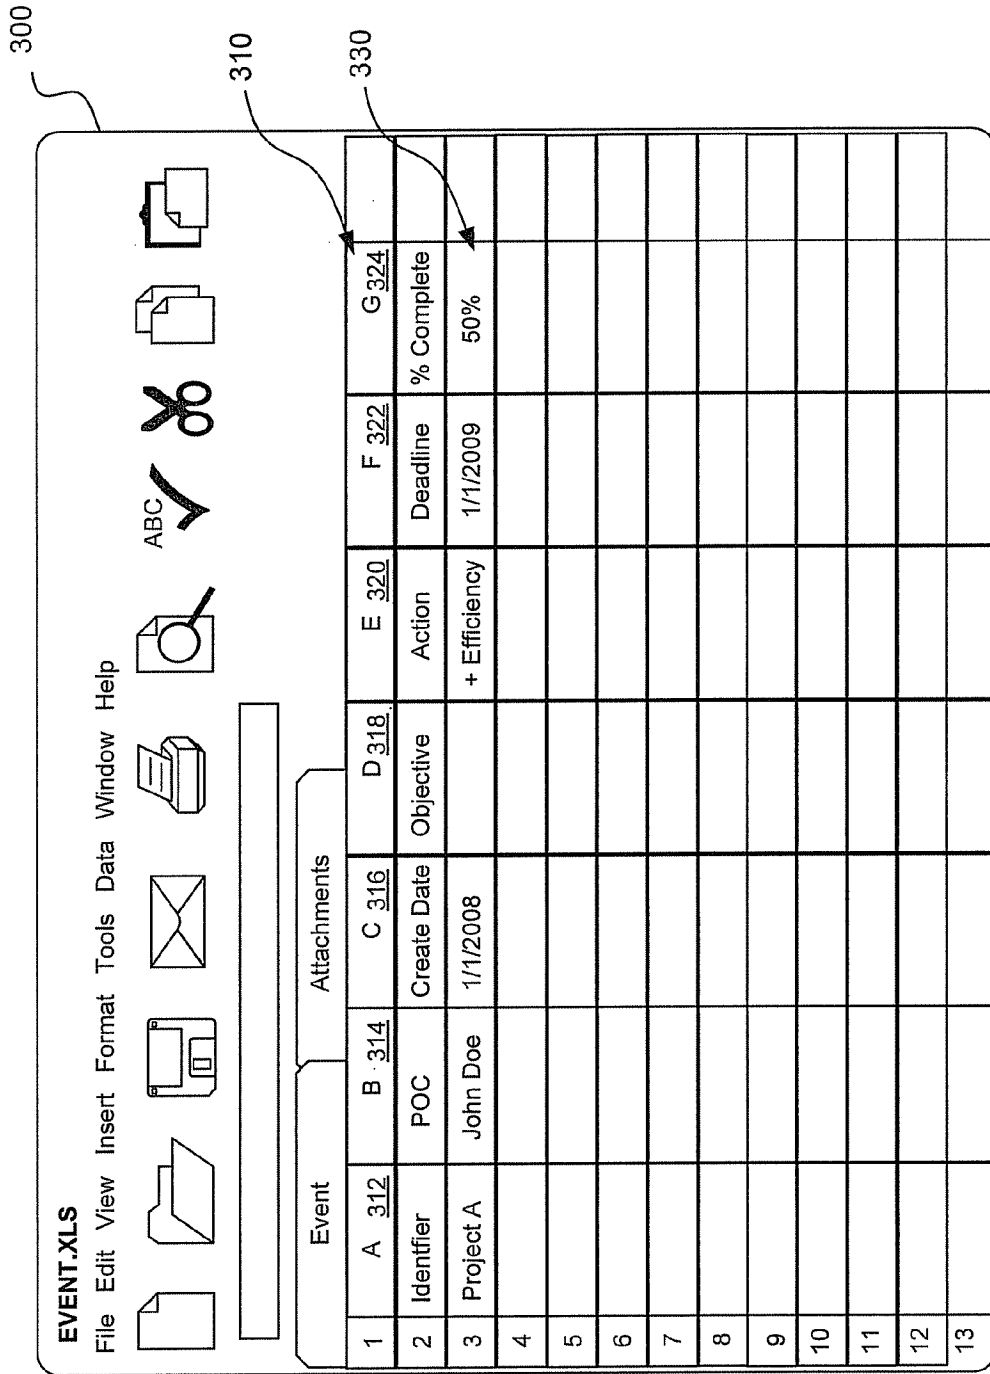 300
EVENT.XLS
File Edit View Insert Format Tools Data Window Help
ABC
310
330
Event Attachments
1 A 312 B 314 C 316 D 318 E 320 F 322 G 324
2 Identfier POC Create Date Objective Action Deadline % Complete
3 Project A John Doe 1/1/2008 + Efficiency 1/1/2009 50%
4
5
6
7
8
9
10
11
12
13